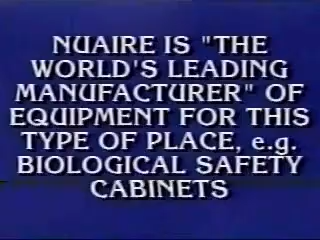 NUAIRE IS "THE
WORLD'S LEADING
MANUFACTURER" OF
EQUIPMENT FOR THIS
TYPE OF PLACE, e.g.
BIOLOGICAL SAFETY
CABINETS